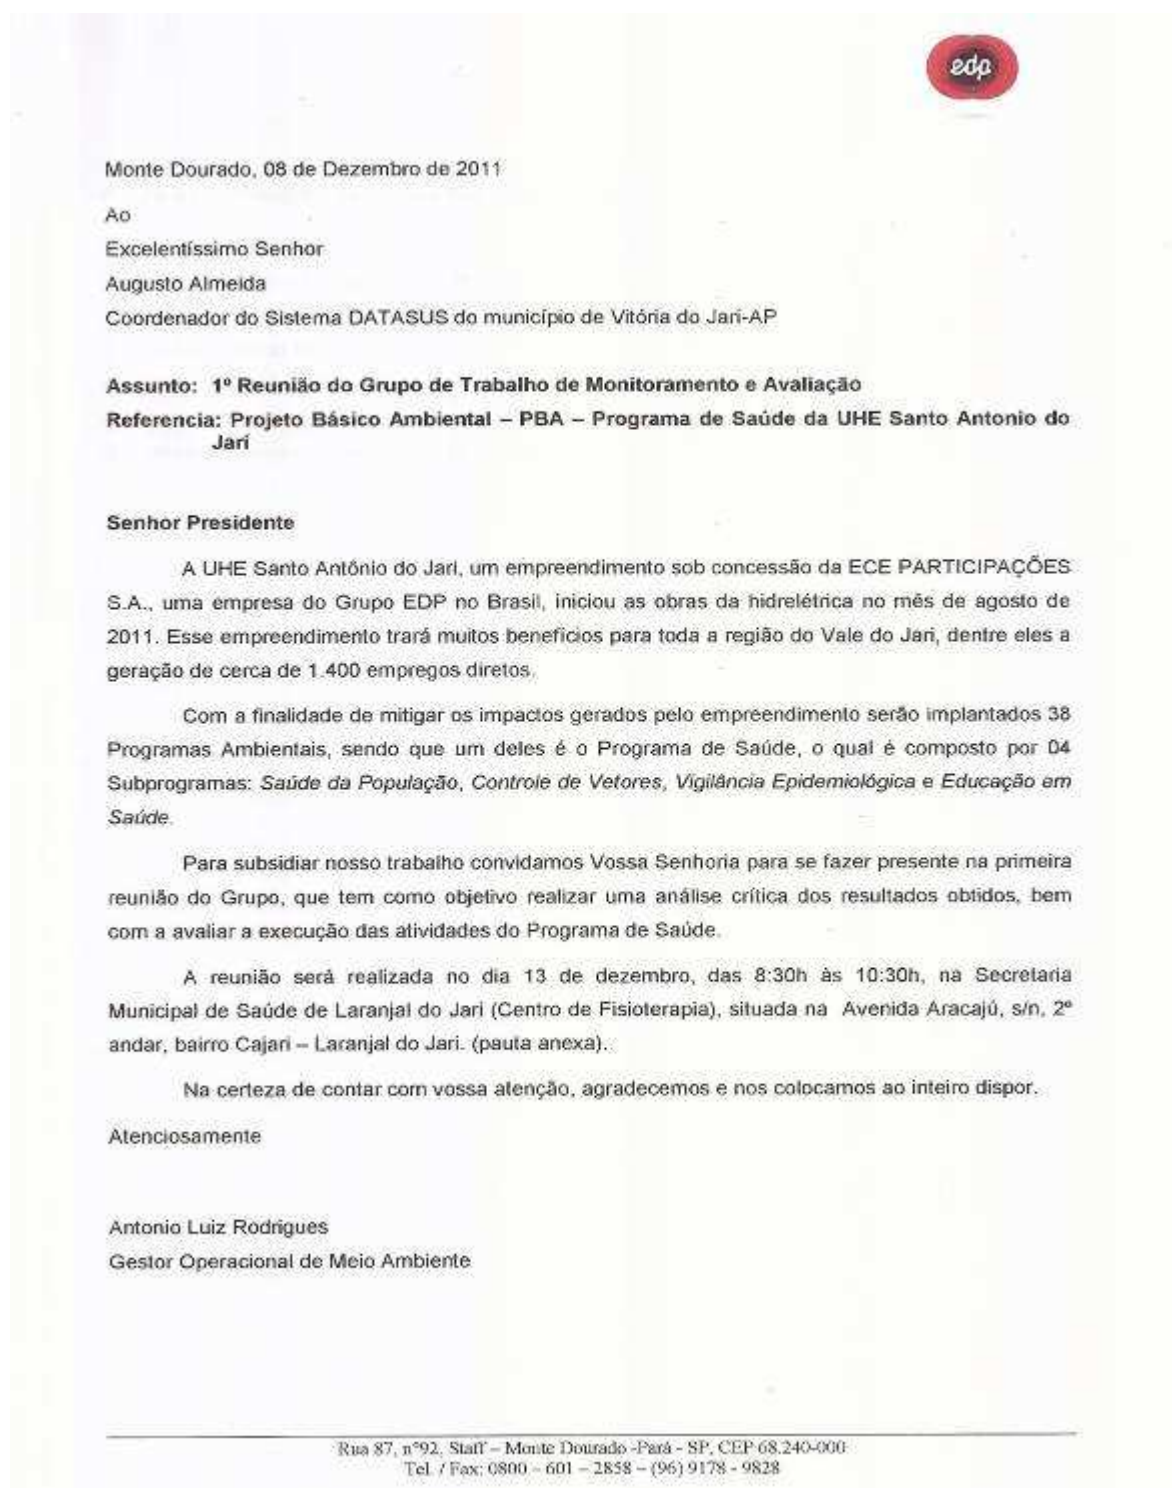 edp
Monte Dourado, 08 de Dezembro de 2011
Ao
Excelentíssimo Senhor
Augusto Almeida
Coordenador do Sistema DATASUS do município de Vitória do Jari-AP
Assunto: 1º Reunião do Grupo de Trabalho de Monitoramento e Avaliação
Referencia: Projeto Básico Ambiental – PBA – Programa de Saúde da UHE Santo Antonio do
Jari
Senhor Presidente
A UHE Santo Antônio do Jari, um empreendimento sob concessão da ECE PARTICIPAÇÕES
S.A., uma empresa do Grupo EDP no Brasil, iniciou as obras da hidrelétrica no mês de agosto de
2011. Esse empreendimento trará muitos benefícios para toda a região do Vale do Jari, dentre eles a
geração de cerca de 1.400 empregos diretos.
Com a finalidade de mitigar os impactos gerados pelo empreendimento serão implantados 38
Programas Ambientais, sendo que um deles é o Programa de Saúde, o qual é composto por 04
Subprogramas: Saúde da População, Controle de Vetores, Vigilância Epidemiológica e Educação em
Saúde.
Para subsidiar nosso trabalho convidamos Vossa Senhoria para se fazer presente na primeira
reunião do Grupo, que tem como objetivo realizar uma análise crítica dos resultados obtidos, bem
com a avaliar a execução das atividades do Programa de Saúde.
A reunião será realizada no dia 13 de dezembro, das 8:30h às 10:30h, na Secretaria
Municipal de Saúde de Laranjal do Jari (Centro de Fisioterapia), situada na Avenida Aracajú, s/n, 2º
andar, bairro Cajari – Laranjal do Jari. (pauta anexa).
Na certeza de contar com vossa atenção, agradecemos e nos colocamos ao inteiro dispor.
Atenciosamente
Antonio Luiz Rodrigues
Gestor Operacional de Meio Ambiente
Rua 87, nº92, Staff – Monte Dourado -Pará - SP, CEP 68.240-000
Tel. / Fax: 0800 – 601 – 2858 – (96) 9178 - 9828